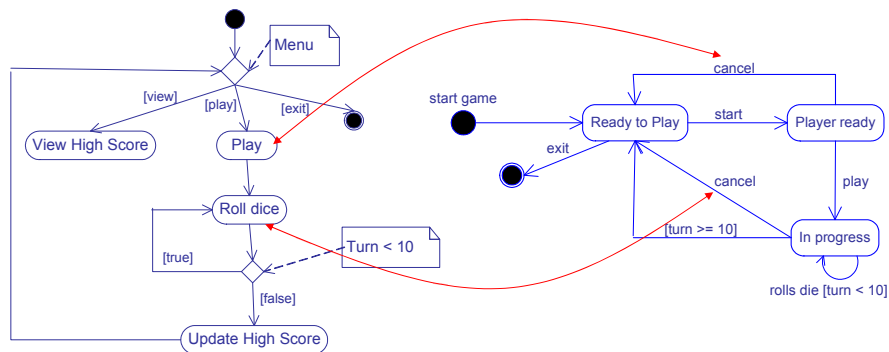 Menu
[view]
[play]
[exit]
View High Score
Play
Roll dice
[true]
Turn < 10
[false]
Update High Score
start game
cancel
Ready to Play
start
Player ready
exit
cancel
play
[turn >= 10]
In progress
rolls die [turn < 10]